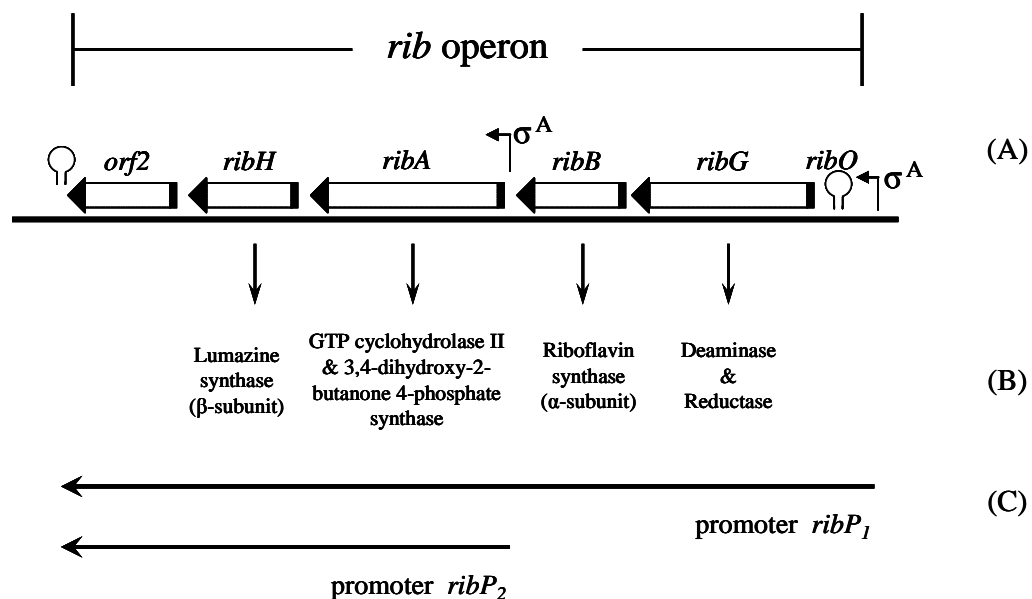 rib operon
(A)
σA
orf2
ribH
ribA
ribB
ribG
ribO
σA
Lumazine
synthase
(β-subunit)
GTP cyclohydrolase II
& 3,4-dihydroxy-2-
butanone 4-phosphate
synthase
Riboflavin
synthase
(α-subunit)
Deaminase
&
Reductase
(B)
(C)
promoter ribP1
promoter ribP2